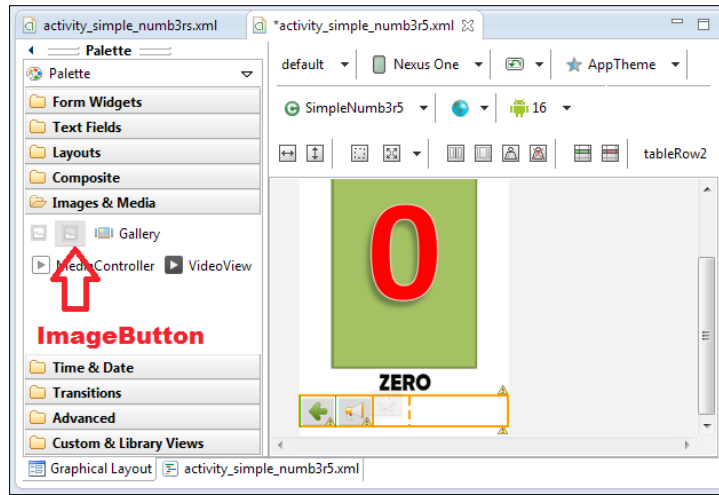 activity_simple_numb3rs.xml
*activity_simple_numb3r5.xml
Palette
Palette
Form Widgets
Text Fields
Layouts
Composite
Images & Media
Gallery
MediaController VideoView
ImageButton
Time & Date
Transitions
Advanced
Custom & Library Views
default Nexus One AppTheme
SimpleNumb3r5 16
tableRow2
0
ZERO
Graphical Layout activity_simple_numb3r5.xml